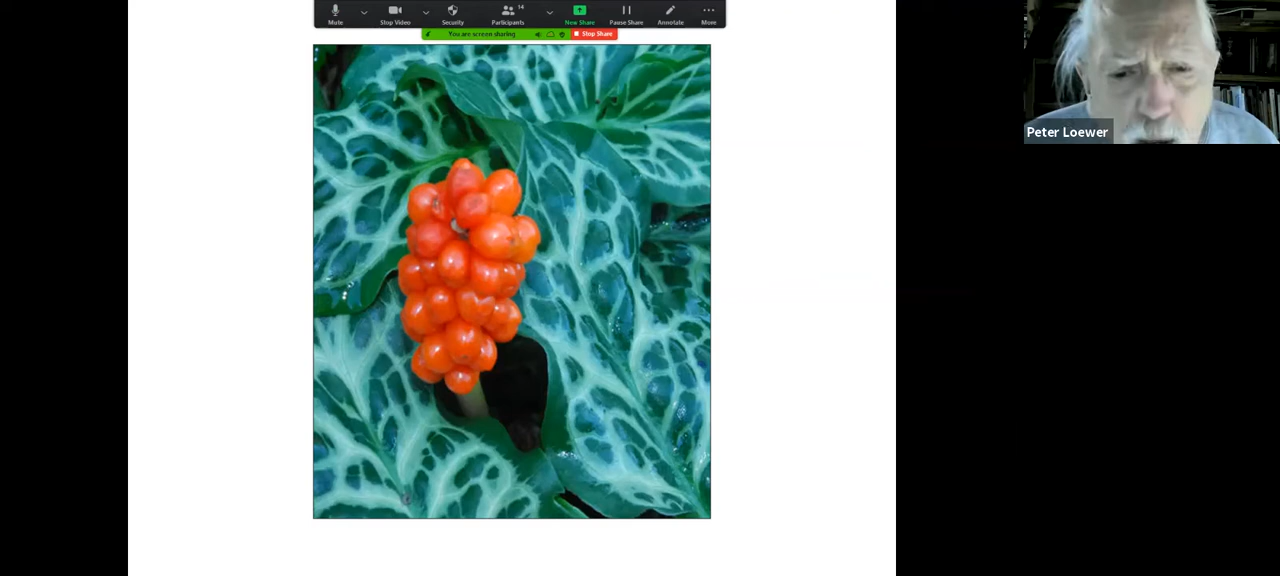 14
Mute
Stop Video
Security
Participants
New Share
Pause Share
Annotate
More
You are screen sharing
Stop Share
Peter Loewer